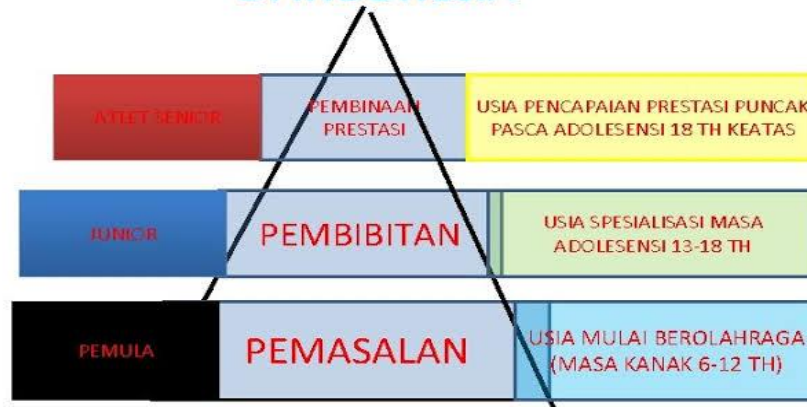 ATLET SENIOR
PEMBINAAN
PRESTASI
USIA PENCAPAIAN PRESTASI PUNCAK
PASCA ADOLESENSI 18 TH KEATAS
JUNIOR
PEMBIBITAN
USIA SPESIALISASI MASA
ADOLESENSI 13-18 TH
PEMULA
PEMASALAN
USIA MULAI BEROLAHRAGA
(MASA KANAK 6-12 TH)